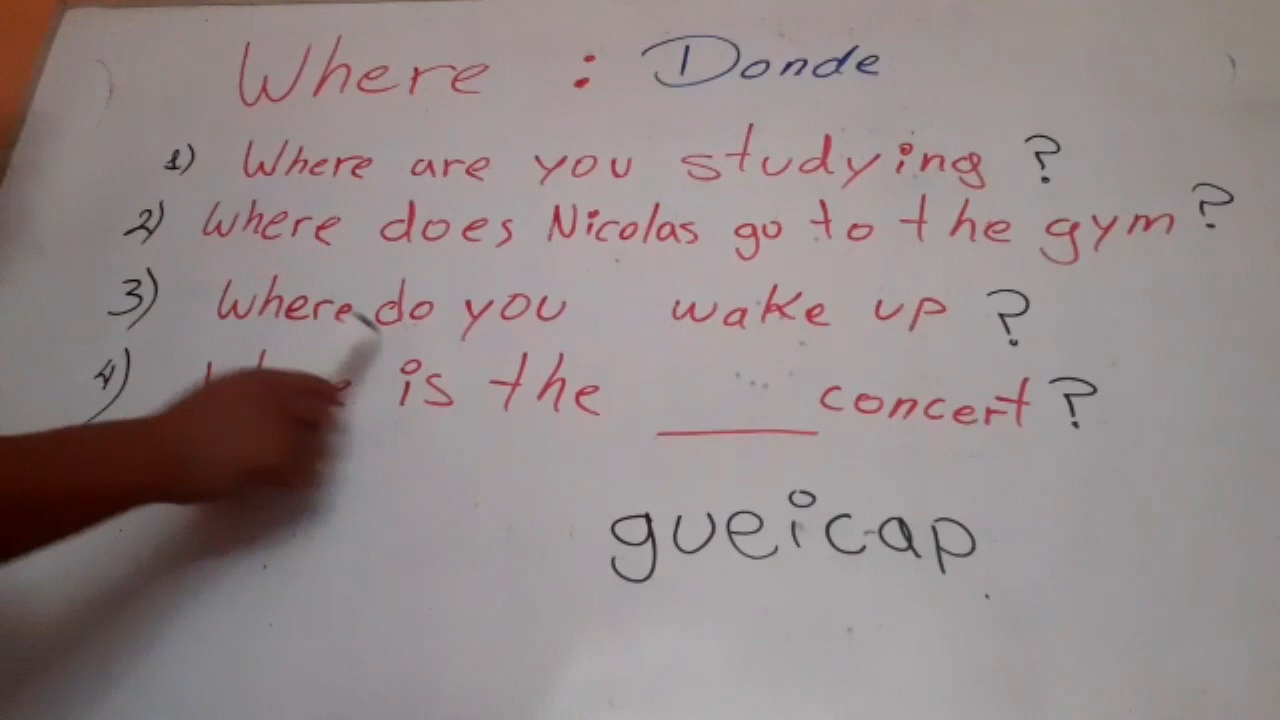 Where : Donde
1) Where are you studying ?
2) Where does Nicolas go to the gym ?
3) Where do you wake up ?
4) is the ____ concert ?
gueicap